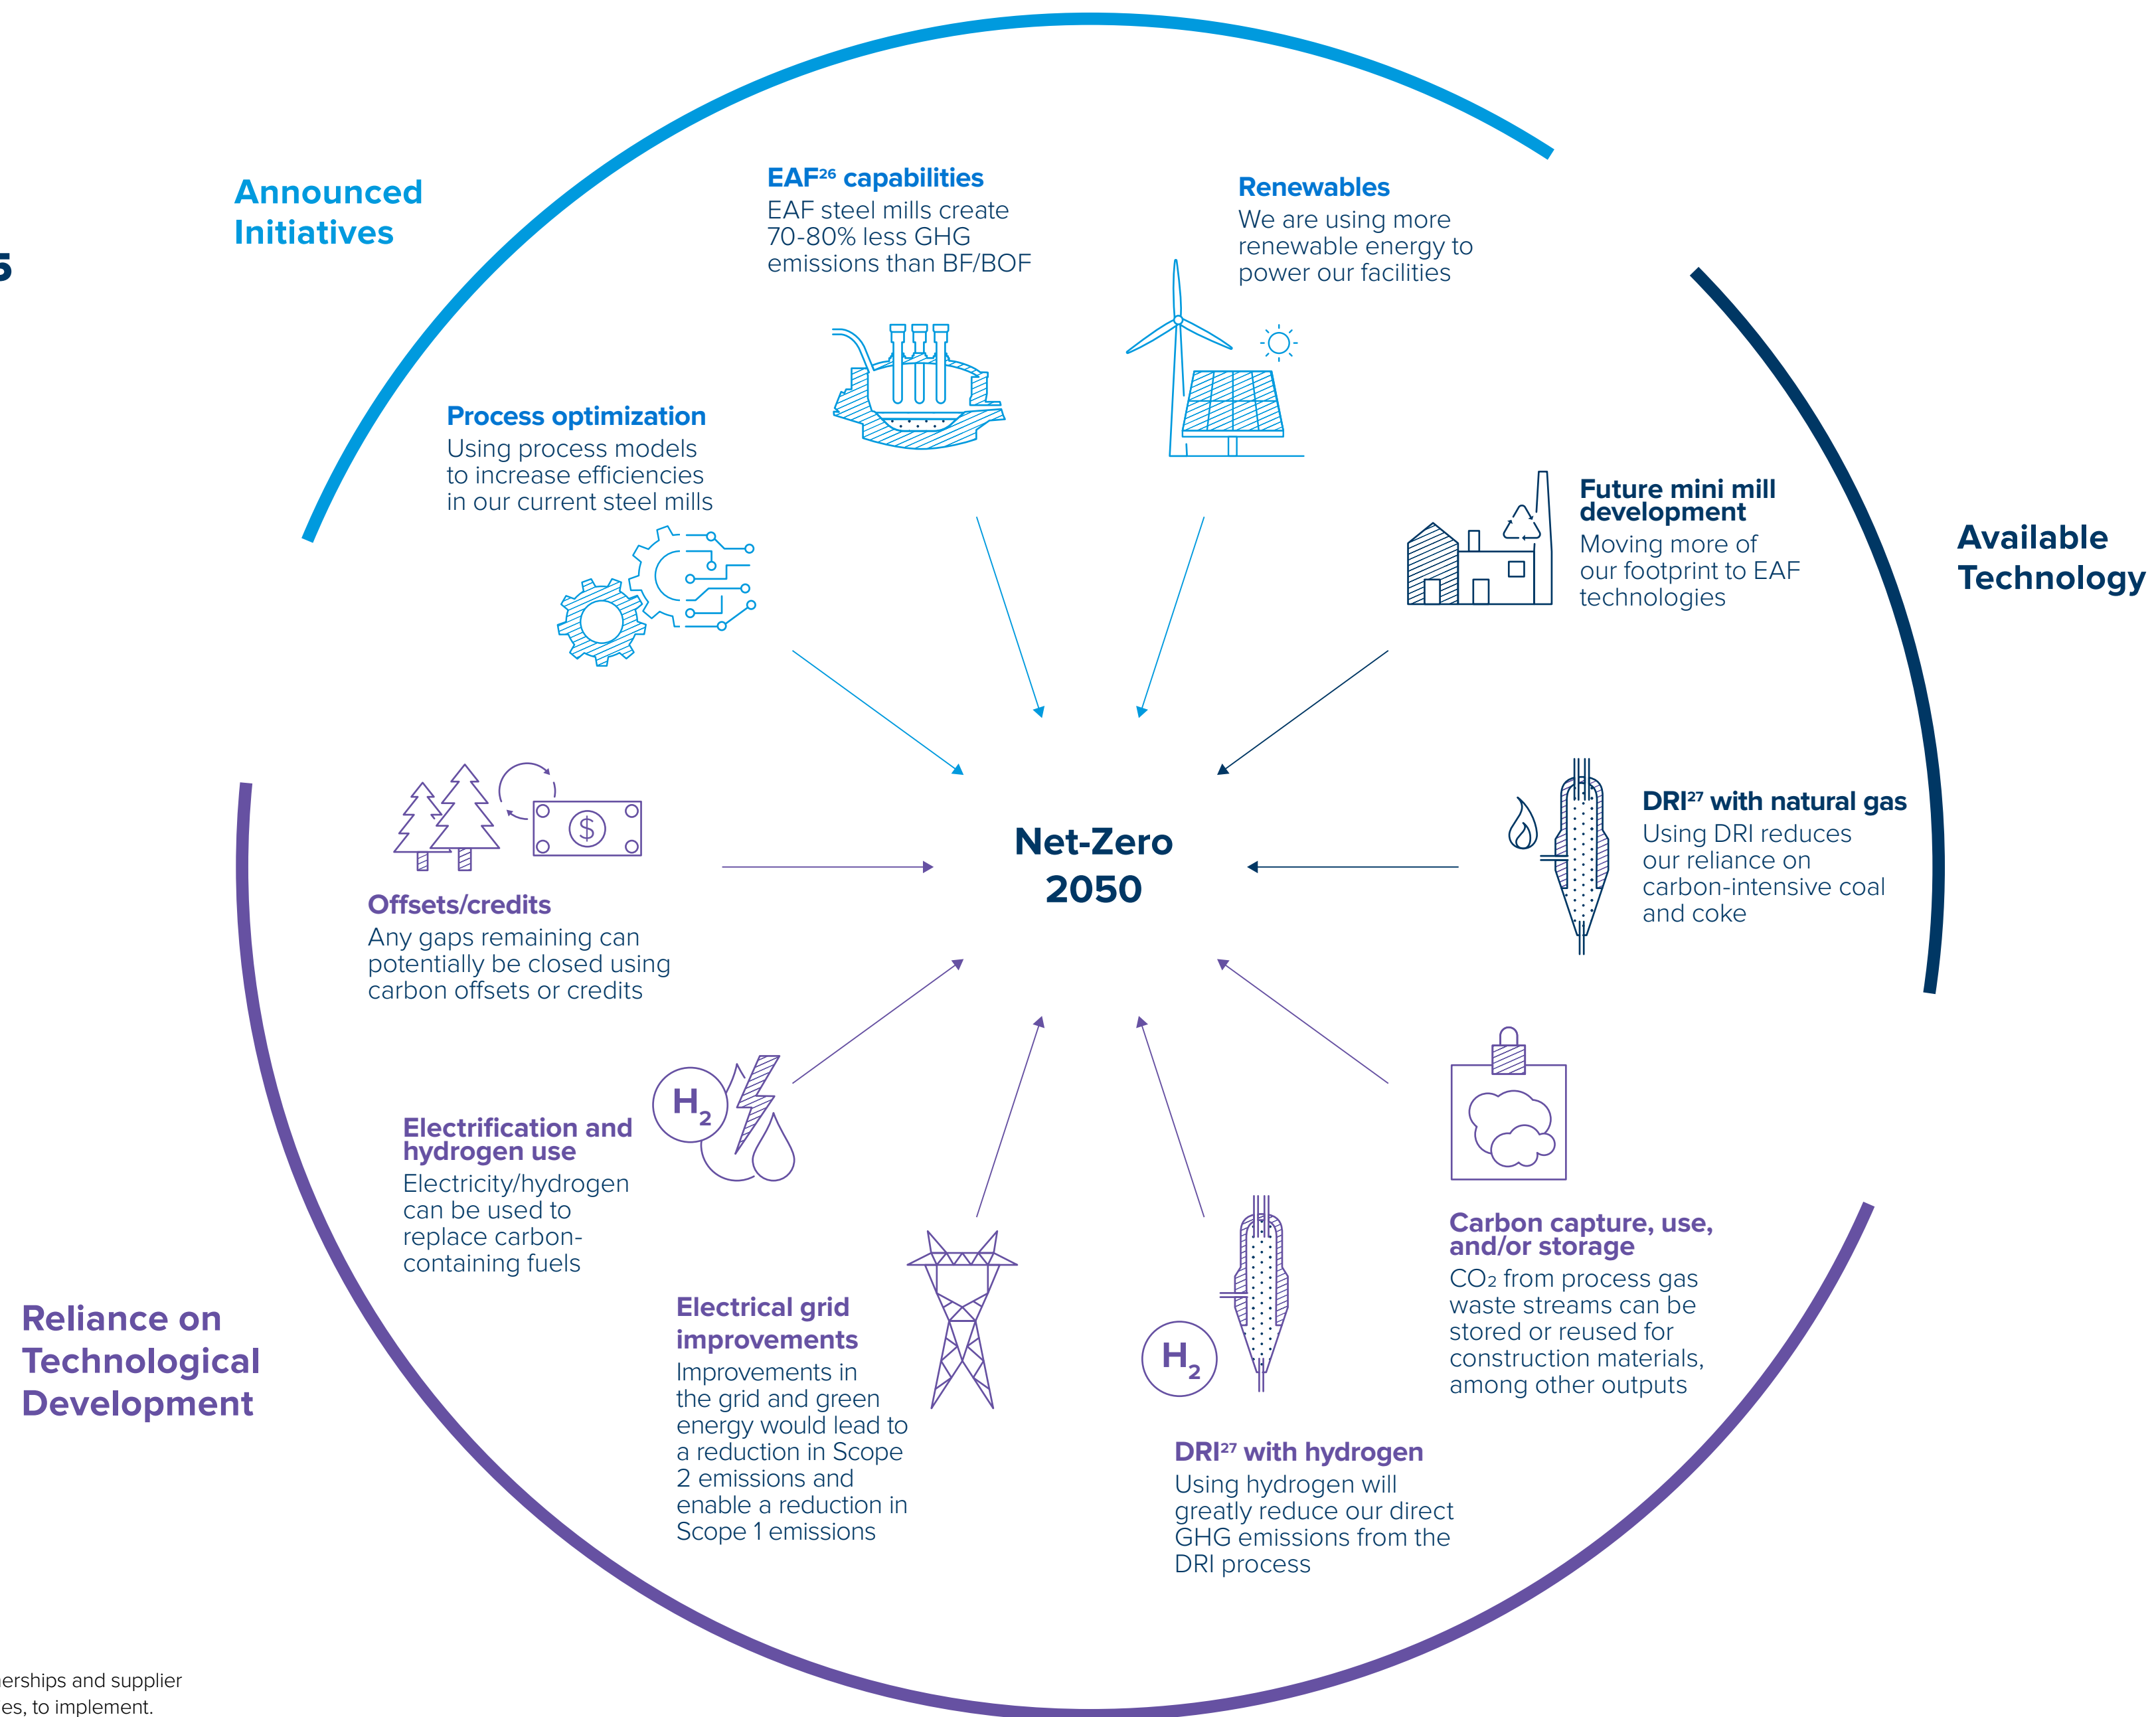 Announced
Initiatives
5
EAF²⁶ capabilities
EAF steel mills create
70-80% less GHG
emissions than BF/BOF
Renewables
We are using more
renewable energy to
power our facilities
Process optimization
Using process models
to increase efficiencies
in our current steel mills
Future mini mill
development
Moving more of
our footprint to EAF
technologies
Available
Technology
DRI²⁷ with natural gas
Using DRI reduces
our reliance on
carbon-intensive coal
and coke
Net-Zero
2050
$
Offsets/credits
Any gaps remaining can
potentially be closed using
carbon offsets or credits
H₂
Electrification and
hydrogen use
Electricity/hydrogen
can be used to
replace carbon-
containing fuels
Carbon capture, use,
and/or storage
CO₂ from process gas
waste streams can be
stored or reused for
construction materials,
among other outputs
Reliance on
Technological
Development
Electrical grid
improvements
Improvements in
the grid and green
energy would lead to
a reduction in Scope
2 emissions and
enable a reduction in
Scope 1 emissions
H₂
DRI²⁷ with hydrogen
Using hydrogen will
greatly reduce our direct
GHG emissions from the
DRI process
and supplier
to implement.